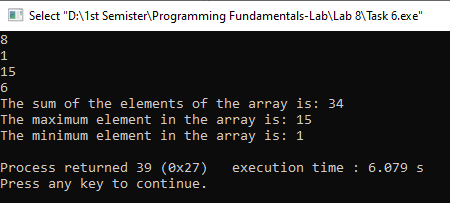 Select "D:\1st Semister\Programming Fundamentals-Lab\Lab 8\Task 6.exe"
8
1
15
6
The sum of the elements of the array is: 34
The maximum element in the array is: 15
The minimum element in the array is: 1
Process returned 39 (0x27)   execution time : 6.079 s
Press any key to continue.